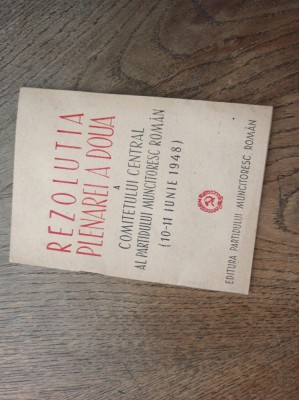 REZOLUTIA
PLENAREI A DOUA
A
COMITETULUI CENTRAL
AL PARTIDULUI MUNCITORESC ROMÂN
(10-11 IUNIE 1948)
EDITURA PARTIDULUI MUNCITORESC ROMÂN